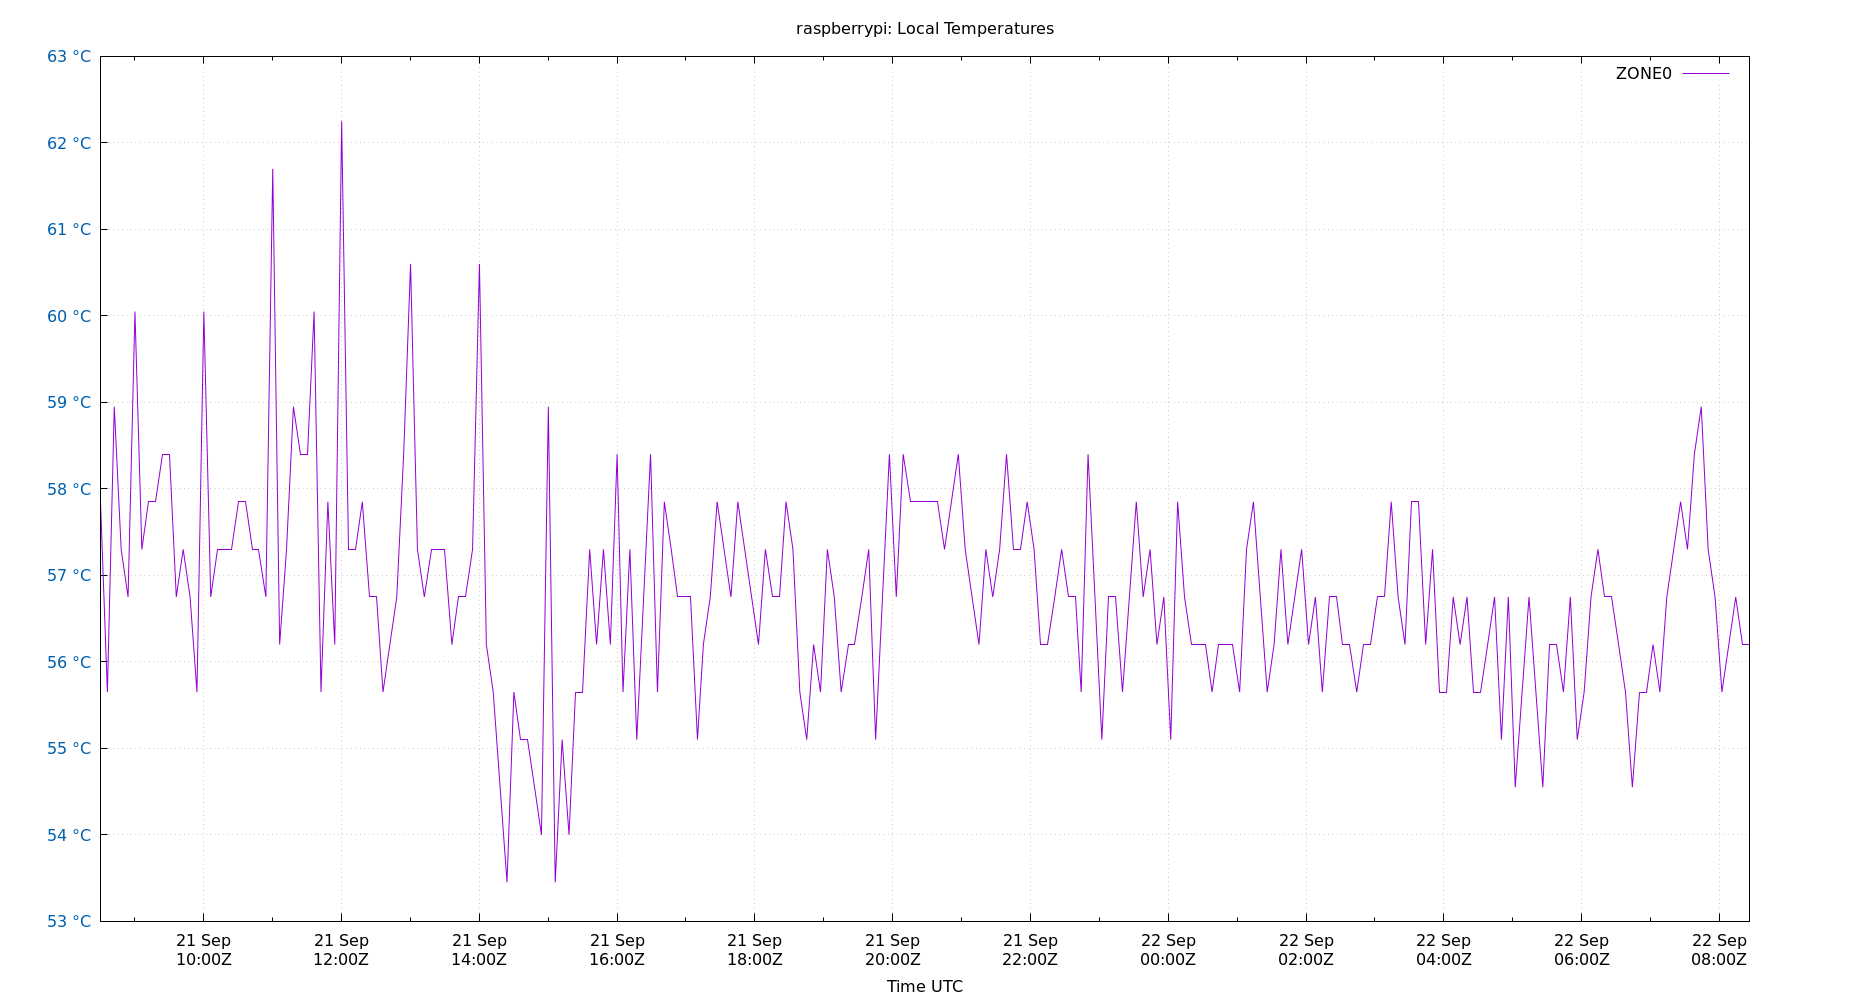 raspberrypi: Local Temperatures
63 °C
ZONE0
62 °C
61 °C
60 °C
59 °C
58 °C
57 °C
56 °C
55 °C
54 °C
53 °C
21 Sep 21 Sep 21 Sep 21 Sep 21 Sep 21 Sep 21 Sep 22 Sep 22 Sep 22 Sep 22 Sep 22 Sep
10:00Z 12:00Z 14:00Z 16:00Z 18:00Z 20:00Z 22:00Z 00:00Z 02:00Z 04:00Z 06:00Z 08:00Z
Time UTC